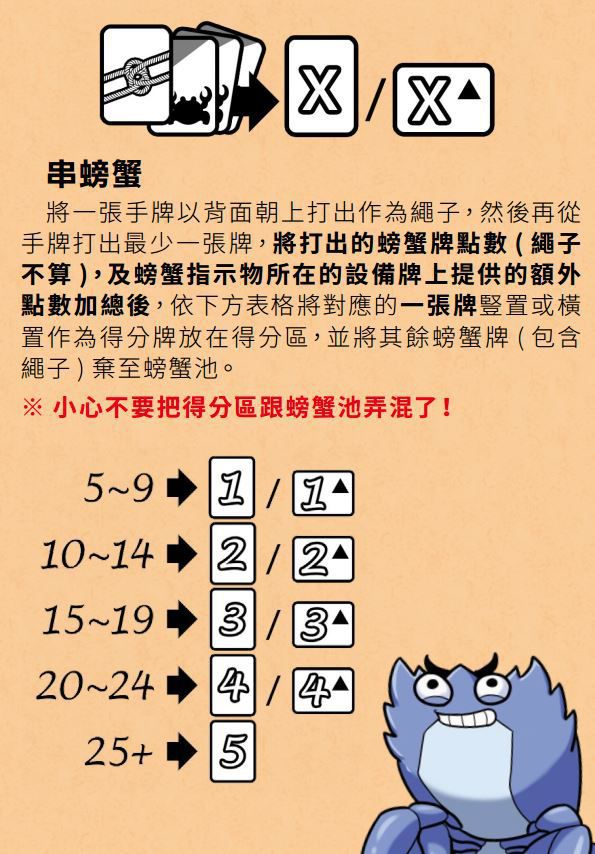 X / X▲
串螃蟹
將一張手牌以背面朝上打出作為繩子，然後再從
手牌打出最少一張牌，將打出的螃蟹牌點數 ( 繩子
不算 )，及螃蟹指示物所在的設備牌上提供的額外
點數加總後，依下方表格將對應的一張牌豎置或橫
置作為得分牌放在得分區，並將其餘螃蟹牌 ( 包含
繩子 ) 棄至螃蟹池。
※ 小心不要把得分區跟螃蟹池弄混了！
5~9 ➡ 1 / 1▲
10~14 ➡ 2 / 2▲
15~19 ➡ 3 / 3▲
20~24 ➡ 4 / 4▲
25+ ➡ 5